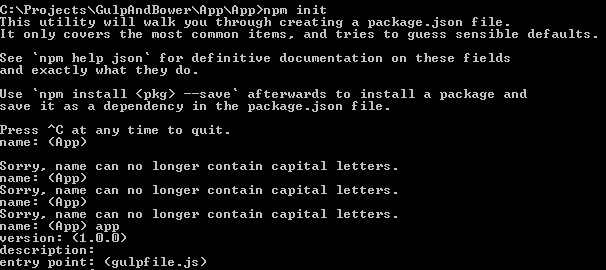 C:\Projects\GulpAndBower\App\App>npm init
This utility will walk you through creating a package.json file.
It only covers the most common items, and tries to guess sensible defaults.
See `npm help json` for definitive documentation on these fields
and exactly what they do.
Use `npm install <pkg> --save` afterwards to install a package and
save it as a dependency in the package.json file.
Press ^C at any time to quit.
name: (App)
Sorry, name can no longer contain capital letters.
name: (App)
Sorry, name can no longer contain capital letters.
name: (App)
Sorry, name can no longer contain capital letters.
name: (App) app
version: (1.0.0)
description:
entry point: (gulpfile.js)